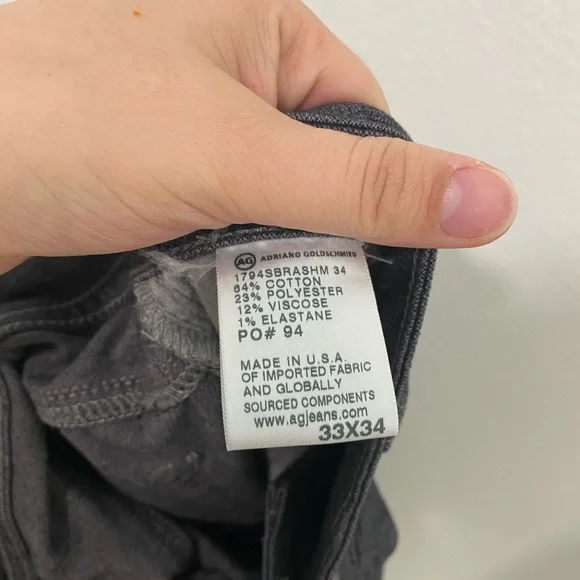 AG ADRIANO GOLDSCHMIED
1794SBRASHM 34
64% COTTON
23% POLYESTER
12% VISCOSE
1% ELASTANE
PO# 94
MADE IN U.S.A.
OF IMPORTED FABRIC
AND GLOBALLY
SOURCED COMPONENTS
www.agjeans.com
33X34